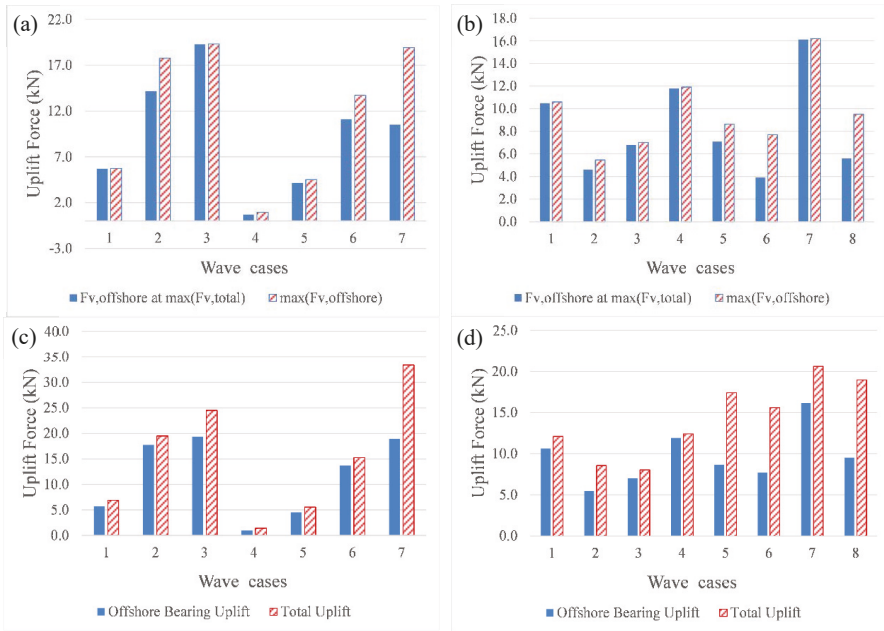 (a)
22.0
17.0
12.0
7.0
2.0
-3.0
Uplift Force (kN)
1 2 3 4 5 6 7
Wave cases
Fv,offshore at max(Fv,total) max(Fv,offshore)
(b)
18.0
16.0
14.0
12.0
10.0
8.0
6.0
4.0
2.0
0.0
Uplift Force (kN)
1 2 3 4 5 6 7 8
Wave cases
Fv,offshore at max(Fv,total) max(Fv,offshore)
(c)
40.0
35.0
30.0
25.0
20.0
15.0
10.0
5.0
0.0
Uplift Force (kN)
1 2 3 4 5 6 7
Wave cases
Offshore Bearing Uplift Total Uplift
(d)
25.0
20.0
15.0
10.0
5.0
0.0
Uplift Force (kN)
1 2 3 4 5 6 7 8
Wave cases
Offshore Bearing Uplift Total Uplift